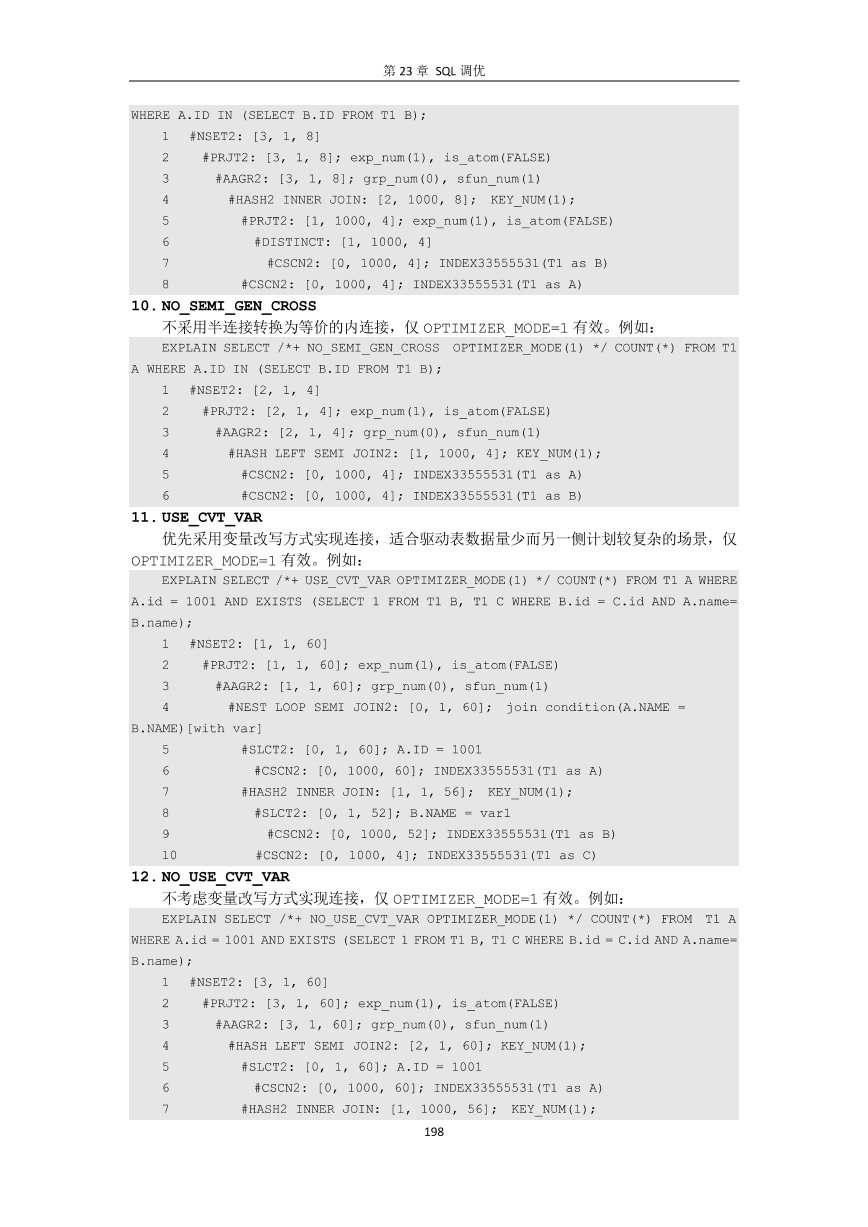 第 23 章 SQL 调优
WHERE A.ID IN (SELECT B.ID FROM T1 B);
1 #NSET2: [3, 1, 8]
2 #PRJT2: [3, 1, 8]; exp_num(1), is_atom(FALSE)
3 #AAGR2: [3, 1, 8]; grp_num(0), sfun_num(1)
4 #HASH2 INNER JOIN: [2, 1000, 8]; KEY_NUM(1);
5 #PRJT2: [1, 1000, 4]; exp_num(1), is_atom(FALSE)
6 #DISTINCT: [1, 1000, 4]
7 #CSCN2: [0, 1000, 4]; INDEX33555531(T1 as B)
8 #CSCN2: [0, 1000, 4]; INDEX33555531(T1 as A)
10. NO_SEMI_GEN_CROSS
不采用半连接转换为等价的内连接，仅 OPTIMIZER_MODE=1 有效。例如：
EXPLAIN SELECT /*+ NO_SEMI_GEN_CROSS OPTIMIZER_MODE(1) */ COUNT(*) FROM T1
A WHERE A.ID IN (SELECT B.ID FROM T1 B);
1 #NSET2: [2, 1, 4]
2 #PRJT2: [2, 1, 4]; exp_num(1), is_atom(FALSE)
3 #AAGR2: [2, 1, 4]; grp_num(0), sfun_num(1)
4 #HASH LEFT SEMI JOIN2: [1, 1000, 4]; KEY_NUM(1);
5 #CSCN2: [0, 1000, 4]; INDEX33555531(T1 as A)
6 #CSCN2: [0, 1000, 4]; INDEX33555531(T1 as B)
11. USE_CVT_VAR
优先采用变量改写方式实现连接，适合驱动表数据量少而另一侧计划较复杂的场景，仅
OPTIMIZER_MODE=1 有效。例如：
EXPLAIN SELECT /*+ USE_CVT_VAR OPTIMIZER_MODE(1) */ COUNT(*) FROM T1 A WHERE
A.id = 1001 AND EXISTS (SELECT 1 FROM T1 B, T1 C WHERE B.id = C.id AND A.name=
B.name);
1 #NSET2: [1, 1, 60]
2 #PRJT2: [1, 1, 60]; exp_num(1), is_atom(FALSE)
3 #AAGR2: [1, 1, 60]; grp_num(0), sfun_num(1)
4 #NEST LOOP SEMI JOIN2: [0, 1, 60]; join condition(A.NAME =
B.NAME)[with var]
5 #SLCT2: [0, 1, 60]; A.ID = 1001
6 #CSCN2: [0, 1000, 60]; INDEX33555531(T1 as A)
7 #HASH2 INNER JOIN: [1, 1, 56]; KEY_NUM(1);
8 #SLCT2: [0, 1, 52]; B.NAME = var1
9 #CSCN2: [0, 1000, 52]; INDEX33555531(T1 as B)
10 #CSCN2: [0, 1000, 4]; INDEX33555531(T1 as C)
12. NO_USE_CVT_VAR
不考虑变量改写方式实现连接，仅 OPTIMIZER_MODE=1 有效。例如：
EXPLAIN SELECT /*+ NO_USE_CVT_VAR OPTIMIZER_MODE(1) */ COUNT(*) FROM T1 A
WHERE A.id = 1001 AND EXISTS (SELECT 1 FROM T1 B, T1 C WHERE B.id = C.id AND A.name=
B.name);
1 #NSET2: [3, 1, 60]
2 #PRJT2: [3, 1, 60]; exp_num(1), is_atom(FALSE)
3 #AAGR2: [3, 1, 60]; grp_num(0), sfun_num(1)
4 #HASH LEFT SEMI JOIN2: [2, 1, 60]; KEY_NUM(1);
5 #SLCT2: [0, 1, 60]; A.ID = 1001
6 #CSCN2: [0, 1000, 60]; INDEX33555531(T1 as A)
7 #HASH2 INNER JOIN: [1, 1000, 56]; KEY_NUM(1);
198